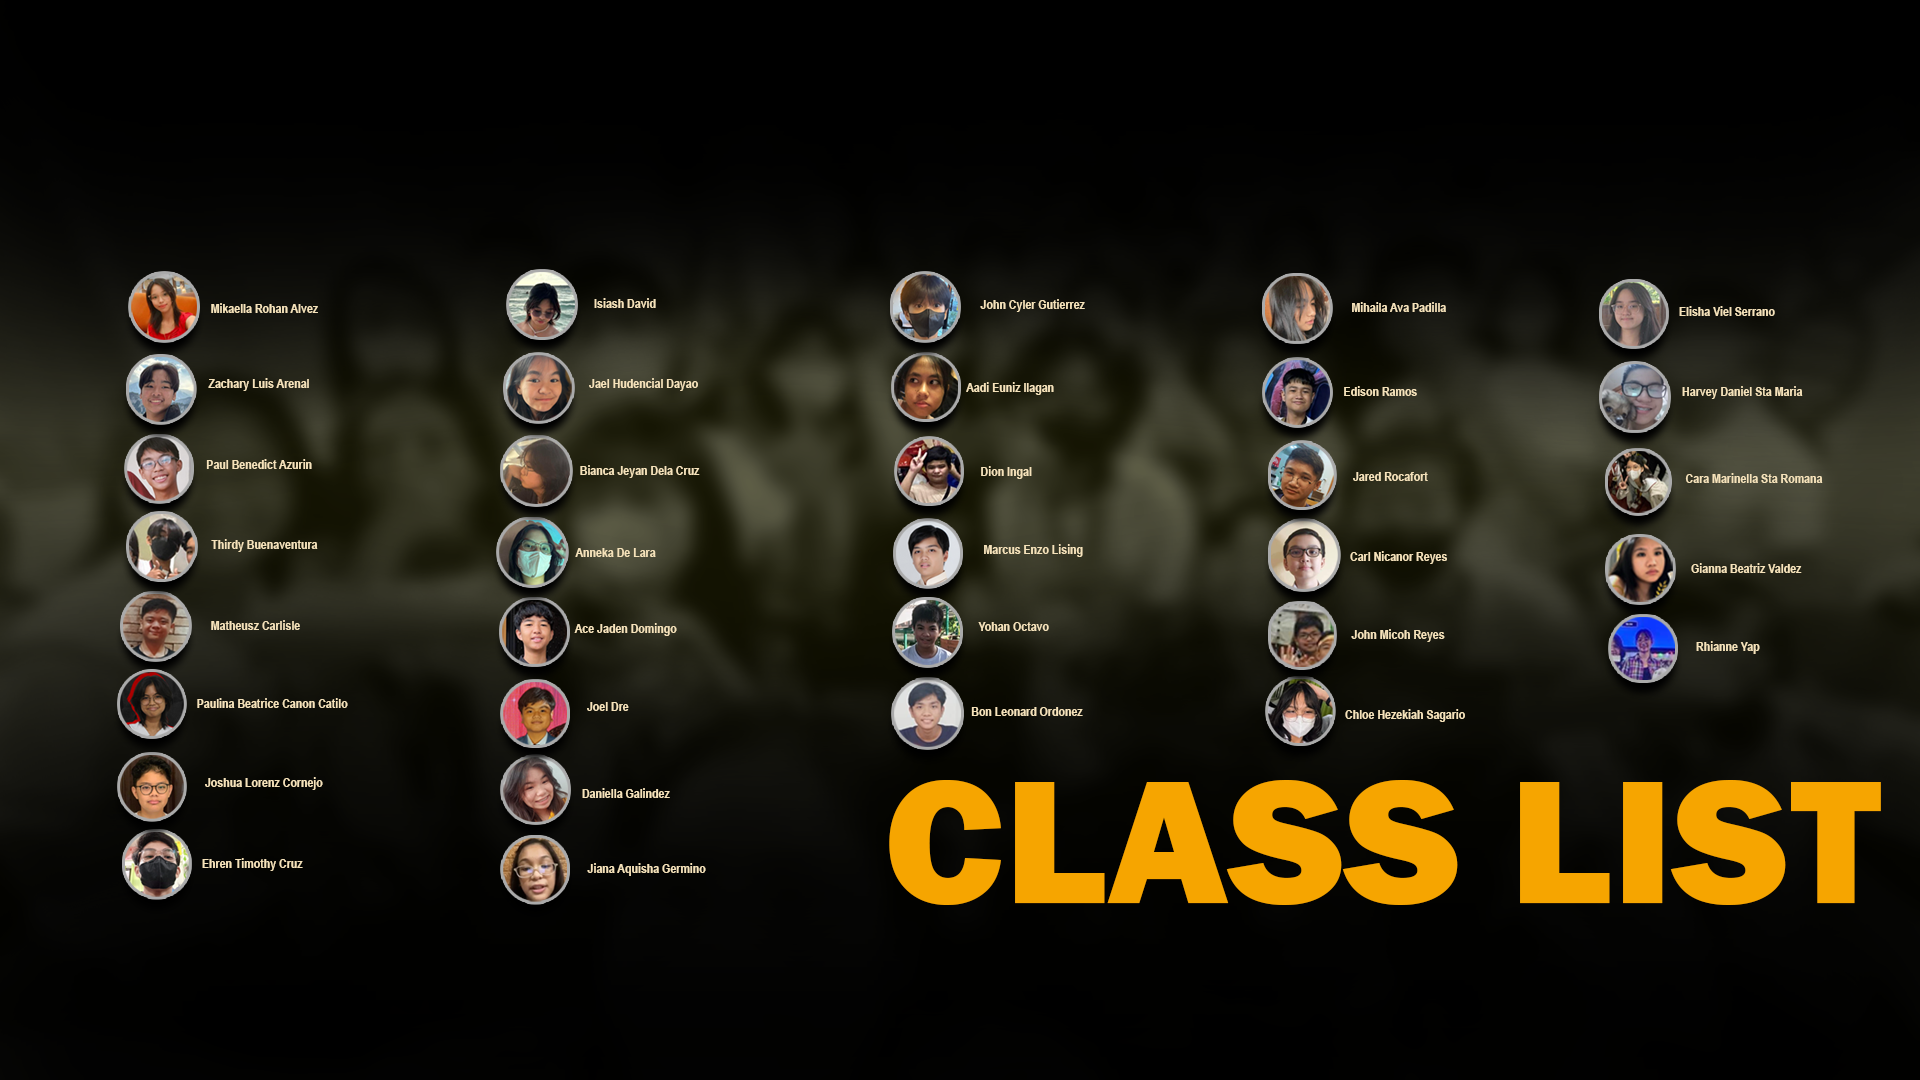 Mikaella Rohan Alvez
Zachary Luis Arenal
Paul Benedict Azurin
Thirdy Buenaventura
Matheusz Carlisle
Paulina Beatrice Canon Catilo
Joshua Lorenz Cornejo
Ehren Timothy Cruz
Isiash David
Jael Hudencial Dayao
Bianca Jeyan Dela Cruz
Anneka De Lara
Ace Jaden Domingo
Joel Dre
Daniella Galindez
Jiana Aquisha Germino
John Cyler Gutierrez
Aadi Euniz Ilagan
Dion Ingal
Marcus Enzo Lising
Yohan Octavo
Bon Leonard Ordonez
Mihaila Ava Padilla
Edison Ramos
Jared Rocafort
Carl Nicanor Reyes
John Micoh Reyes
Chloe Hezekiah Sagario
Elisha Viel Serrano
Harvey Daniel Sta Maria
Cara Marinella Sta Romana
Gianna Beatriz Valdez
Rhianne Yap
CLASS LIST